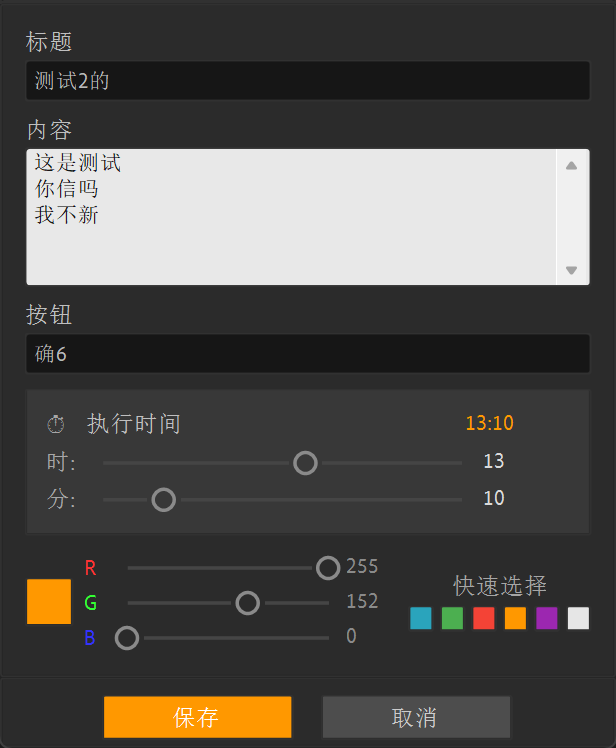 标题
测试2的
内容
这是测试
你信吗
我不新
按钮
确6
执行时间 13:10
时: 13
分: 10
R 255
G 152
B 0
快速选择
保存 取消